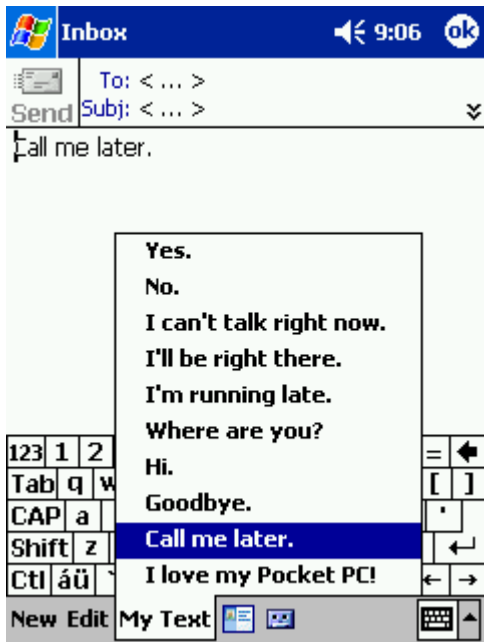 Inbox 9:06 ok
To: < ... >
Send Subj: < ... >
Call me later.
Yes.
No.
I can't talk right now.
I'll be right there.
I'm running late.
Where are you?
Hi.
Goodbye.
Call me later.
I love my Pocket PC!
123 1 2 =
Tab q w [ ]
CAP a '
Shift z
Ctl áü `
New Edit My Text